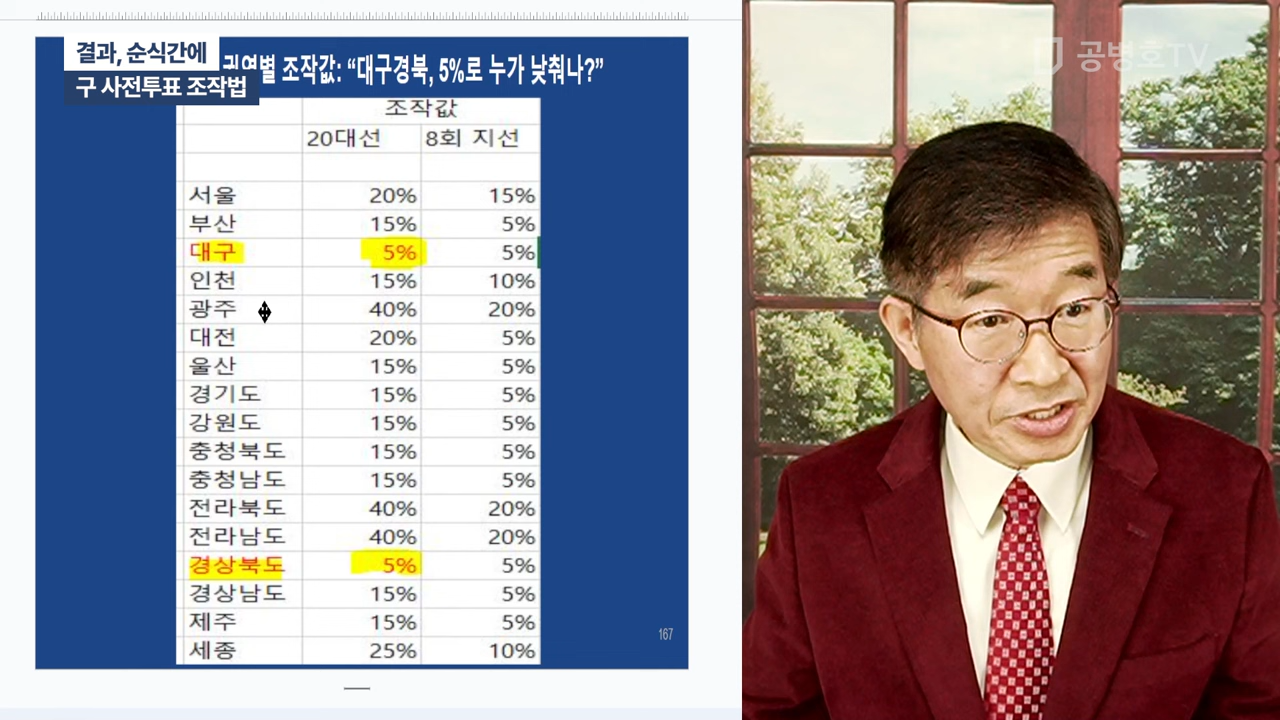 결과, 순식간에
구 사전투표 조작법
권역별 조작값: “대구경북, 5%로 누가 낮춰나?”
공병호TV
조작값
20대선 8회 지선
서울 20% 15%
부산 15% 5%
대구 5% 5%
인천 15% 10%
광주 40% 20%
대전 20% 5%
울산 15% 5%
경기도 15% 5%
강원도 15% 5%
충청북도 15% 5%
충청남도 15% 5%
전라북도 40% 20%
전라남도 40% 20%
경상북도 5% 5%
경상남도 15% 5%
제주 15% 5%
세종 25% 10%
167